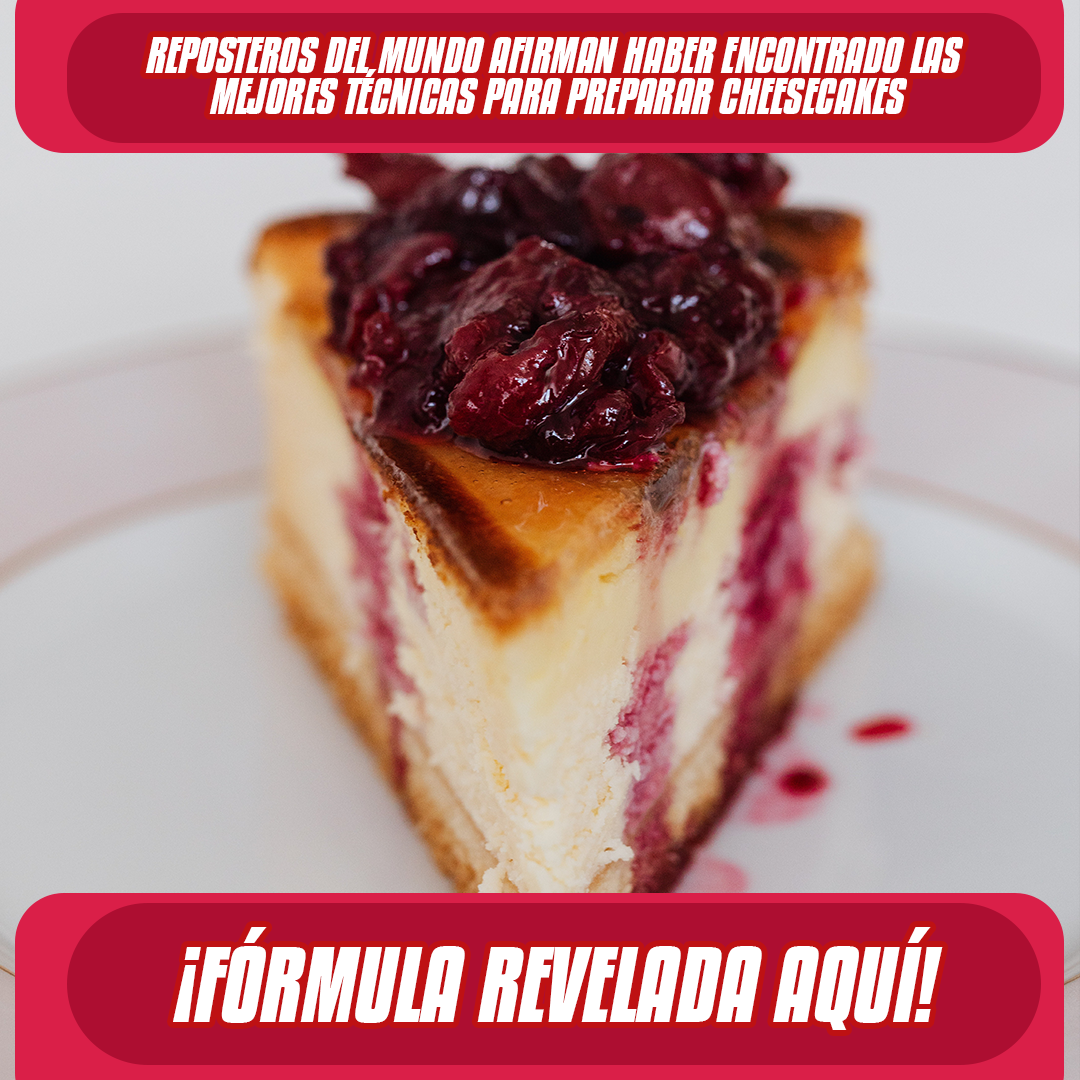 REPOSTEROS DEL MUNDO AFIRMAN HABER ENCONTRADO LAS
MEJORES TÉCNICAS PARA PREPARAR CHEESECAKES
¡FÓRMULA REVELADA AQUÍ!